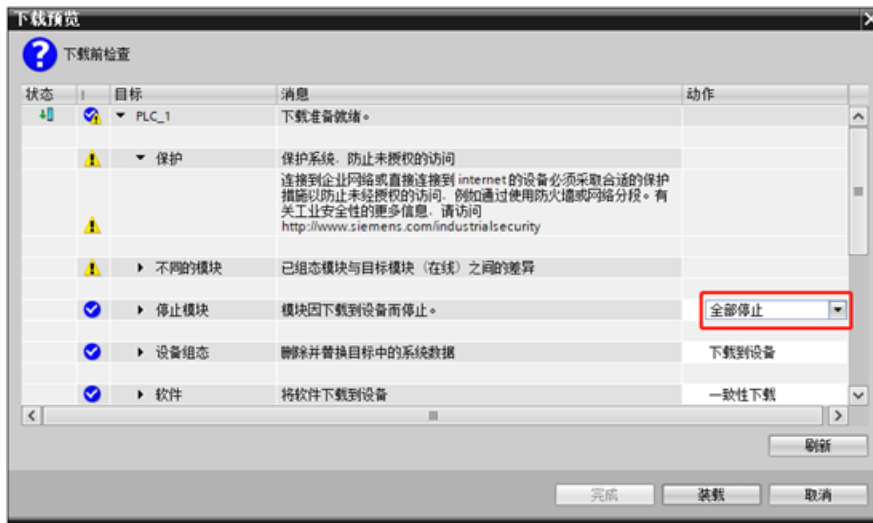 下载预览
下载前检查
状态 ! 目标 消息 动作
PLC_1 下载准备就绪。
保护 保护系统,防止未授权的访问
连接到企业网络或直接连接到 internet 的设备必须采取合适的保护
措施以防止未经授权的访问,例如通过使用防火墙或网络分段。有
关工业安全性的更多信息,请访问
http://www.siemens.com/industrialsecurity
不同的模块 已组态模块与目标模块(在线)之间的差异
停止模块 模块因下载到设备而停止。 全部停止
设备组态 删除并替换目标中的系统数据 下载到设备
软件 将软件下载到设备 一致性下载
刷新
完成 装载 取消